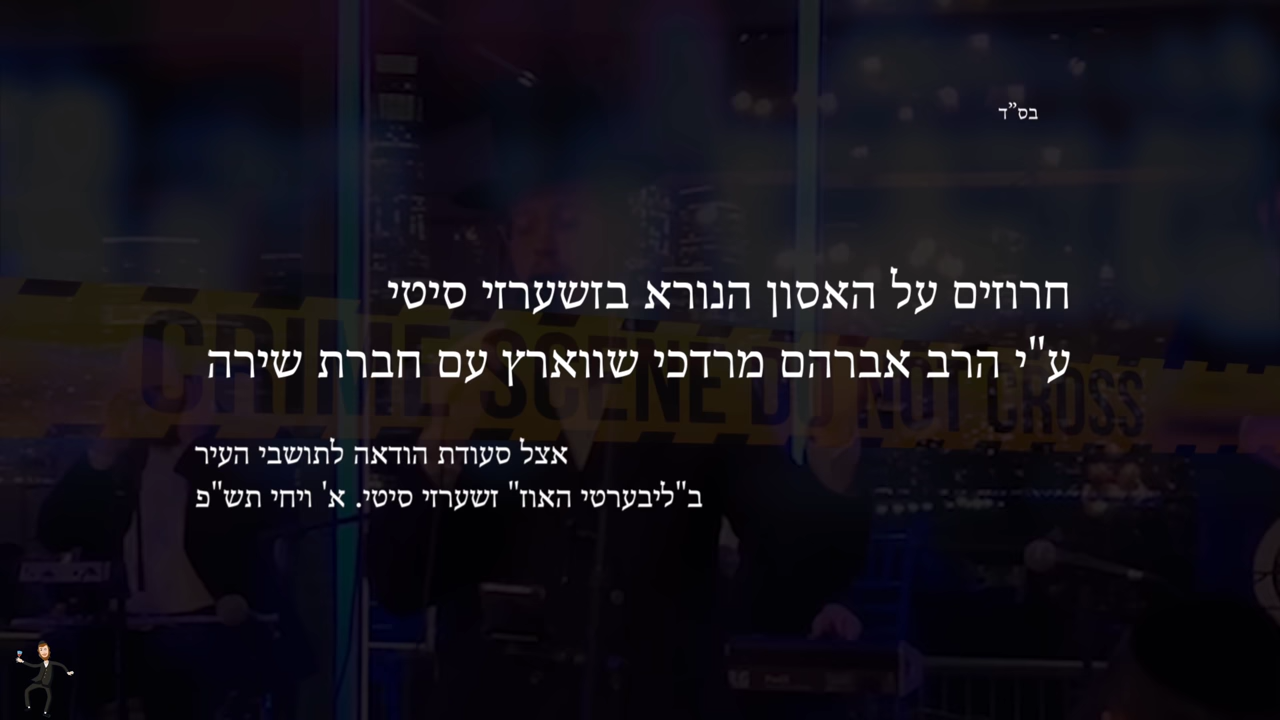 בס"ד
חרוזים על האסון הנורא בזשערזי סיטי
ע"י הרב אברהם מרדכי שווארץ עם חברת שירה
CRIME SCENE DO NOT CROSS
אצל סעודת הודאה לתושבי העיר
ב"ליבערטי האוז" זשערזי סיטי. א' ויחי תש"פ